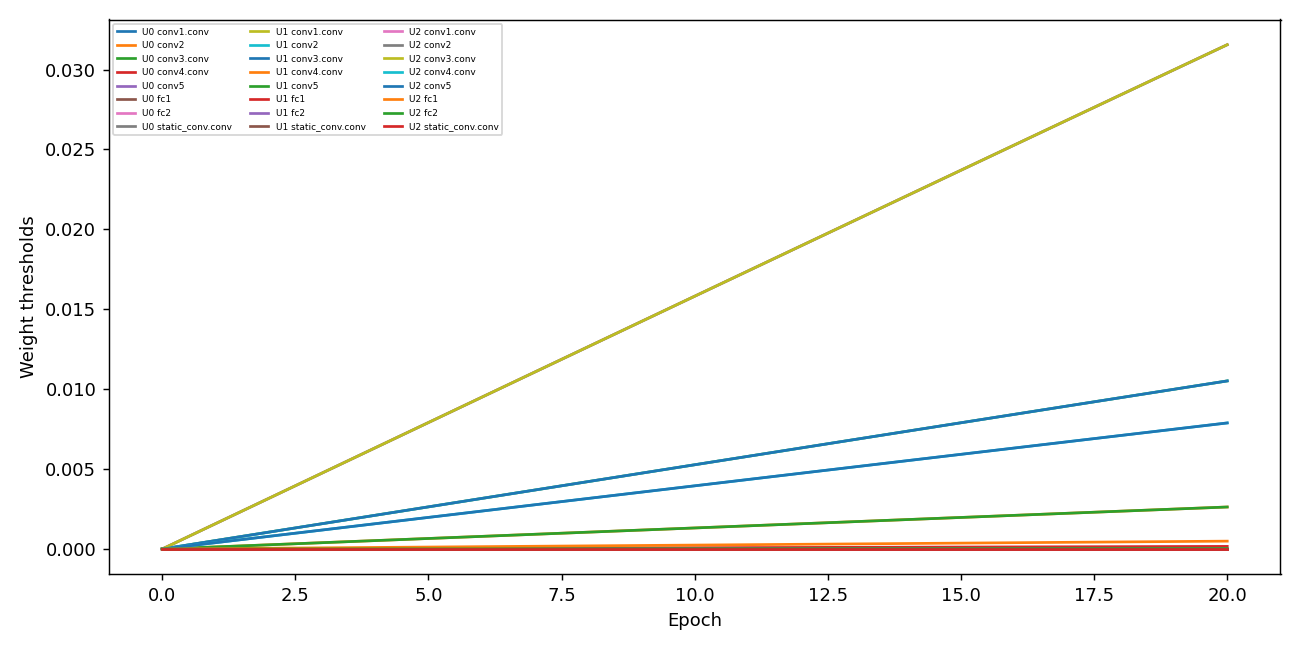 U0 conv1.conv U1 conv1.conv U2 conv1.conv
U0 conv2 U1 conv2 U2 conv2
U0 conv3.conv U1 conv3.conv U2 conv3.conv
U0 conv4.conv U1 conv4.conv U2 conv4.conv
U0 conv5 U1 conv5 U2 conv5
U0 fc1 U1 fc1 U2 fc1
U0 fc2 U1 fc2 U2 fc2
U0 static_conv.conv U1 static_conv.conv U2 static_conv.conv
Weight thresholds
0.030
0.025
0.020
0.015
0.010
0.005
0.000
0.0 2.5 5.0 7.5 10.0 12.5 15.0 17.5 20.0
Epoch